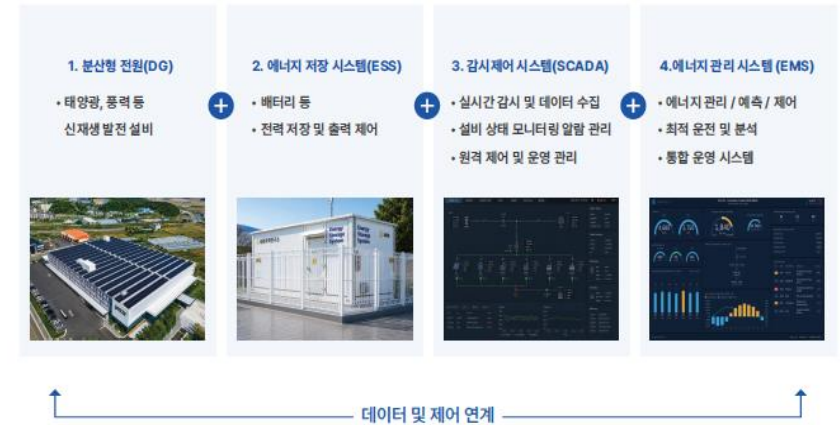 1. 분산형 전원(DG)
• 태양광, 풍력 등
신재생 발전 설비
2. 에너지 저장 시스템(ESS)
• 배터리 등
• 전력 저장 및 출력 제어
3. 감시제어 시스템(SCADA)
• 실시간 감시 및 데이터 수집
• 설비 상태 모니터링 알람 관리
• 원격 제어 및 운영 관리
4.에너지 관리 시스템 (EMS)
• 에너지 관리 / 예측 / 제어
• 최적 운전 및 분석
• 통합 운영 시스템
Energy
Storage
System
데이터 및 제어 연계